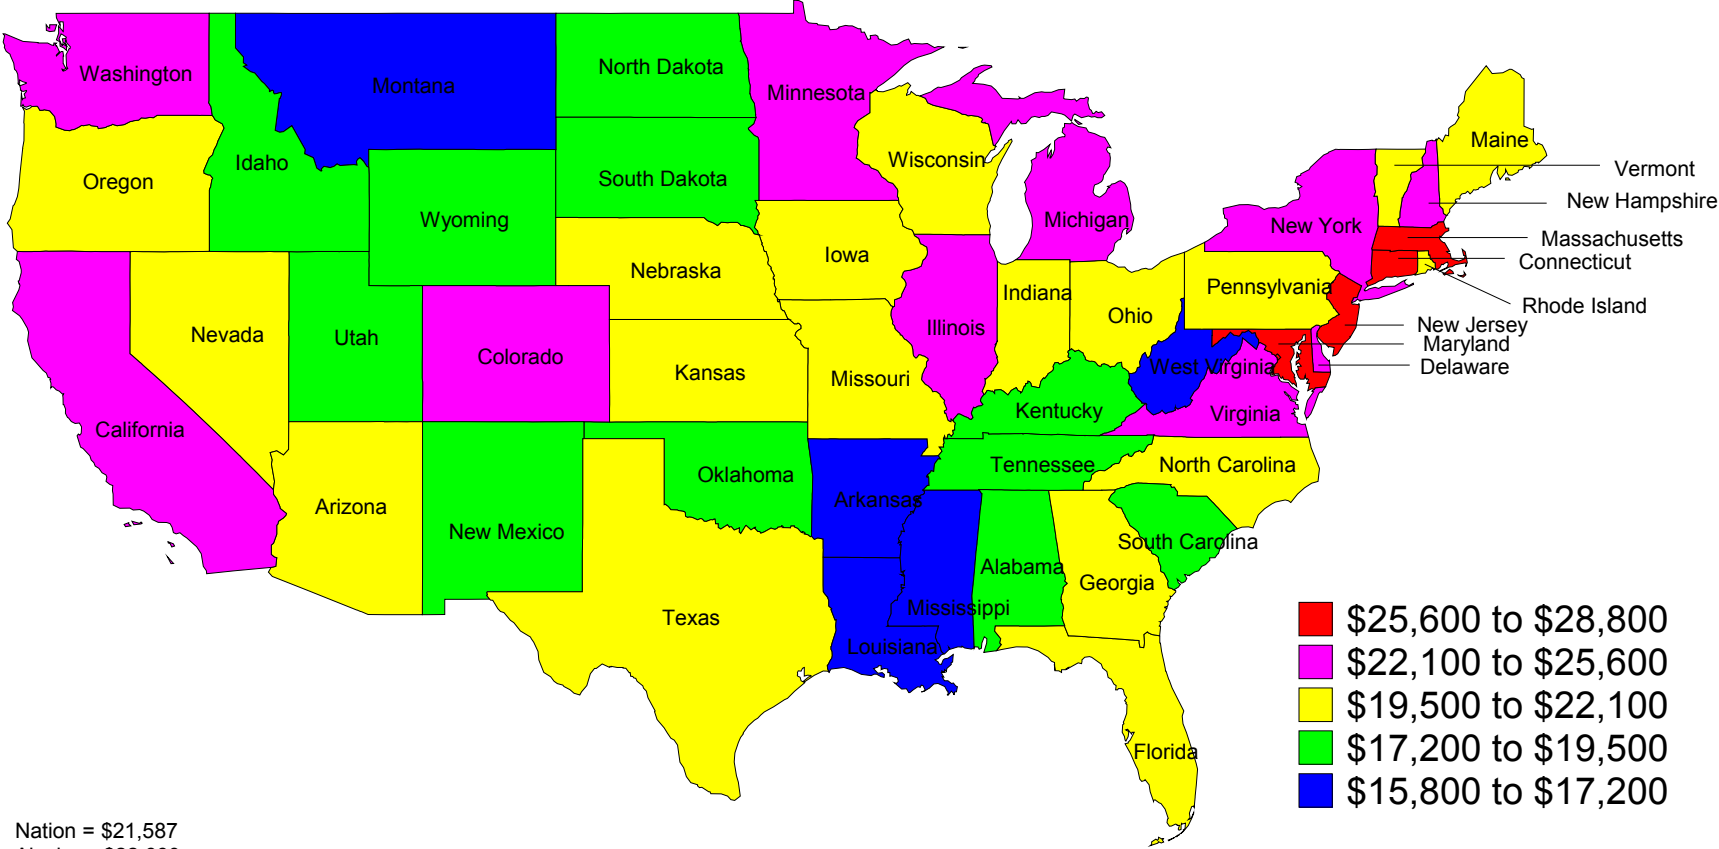 Washington
Montana
North Dakota
Minnesota
Idaho
Oregon
South Dakota
Wisconsin
Maine
Vermont
New Hampshire
Wyoming
Michigan
New York
Massachusetts
Connecticut
Iowa
Nebraska
Indiana
Pennsylvania
Rhode Island
Nevada
Utah
Illinois
Ohio
New Jersey
Maryland
Colorado
Kansas
Missouri
West Virginia
Delaware
California
Kentucky
Virginia
Tennessee
North Carolina
Oklahoma
Arkansas
Arizona
New Mexico
South Carolina
Alabama
Georgia
Mississippi
Texas
Louisiana
Florida
$25,600 to $28,800
$22,100 to $25,600
$19,500 to $22,100
$17,200 to $19,500
$15,800 to $17,200
Nation = $21,587